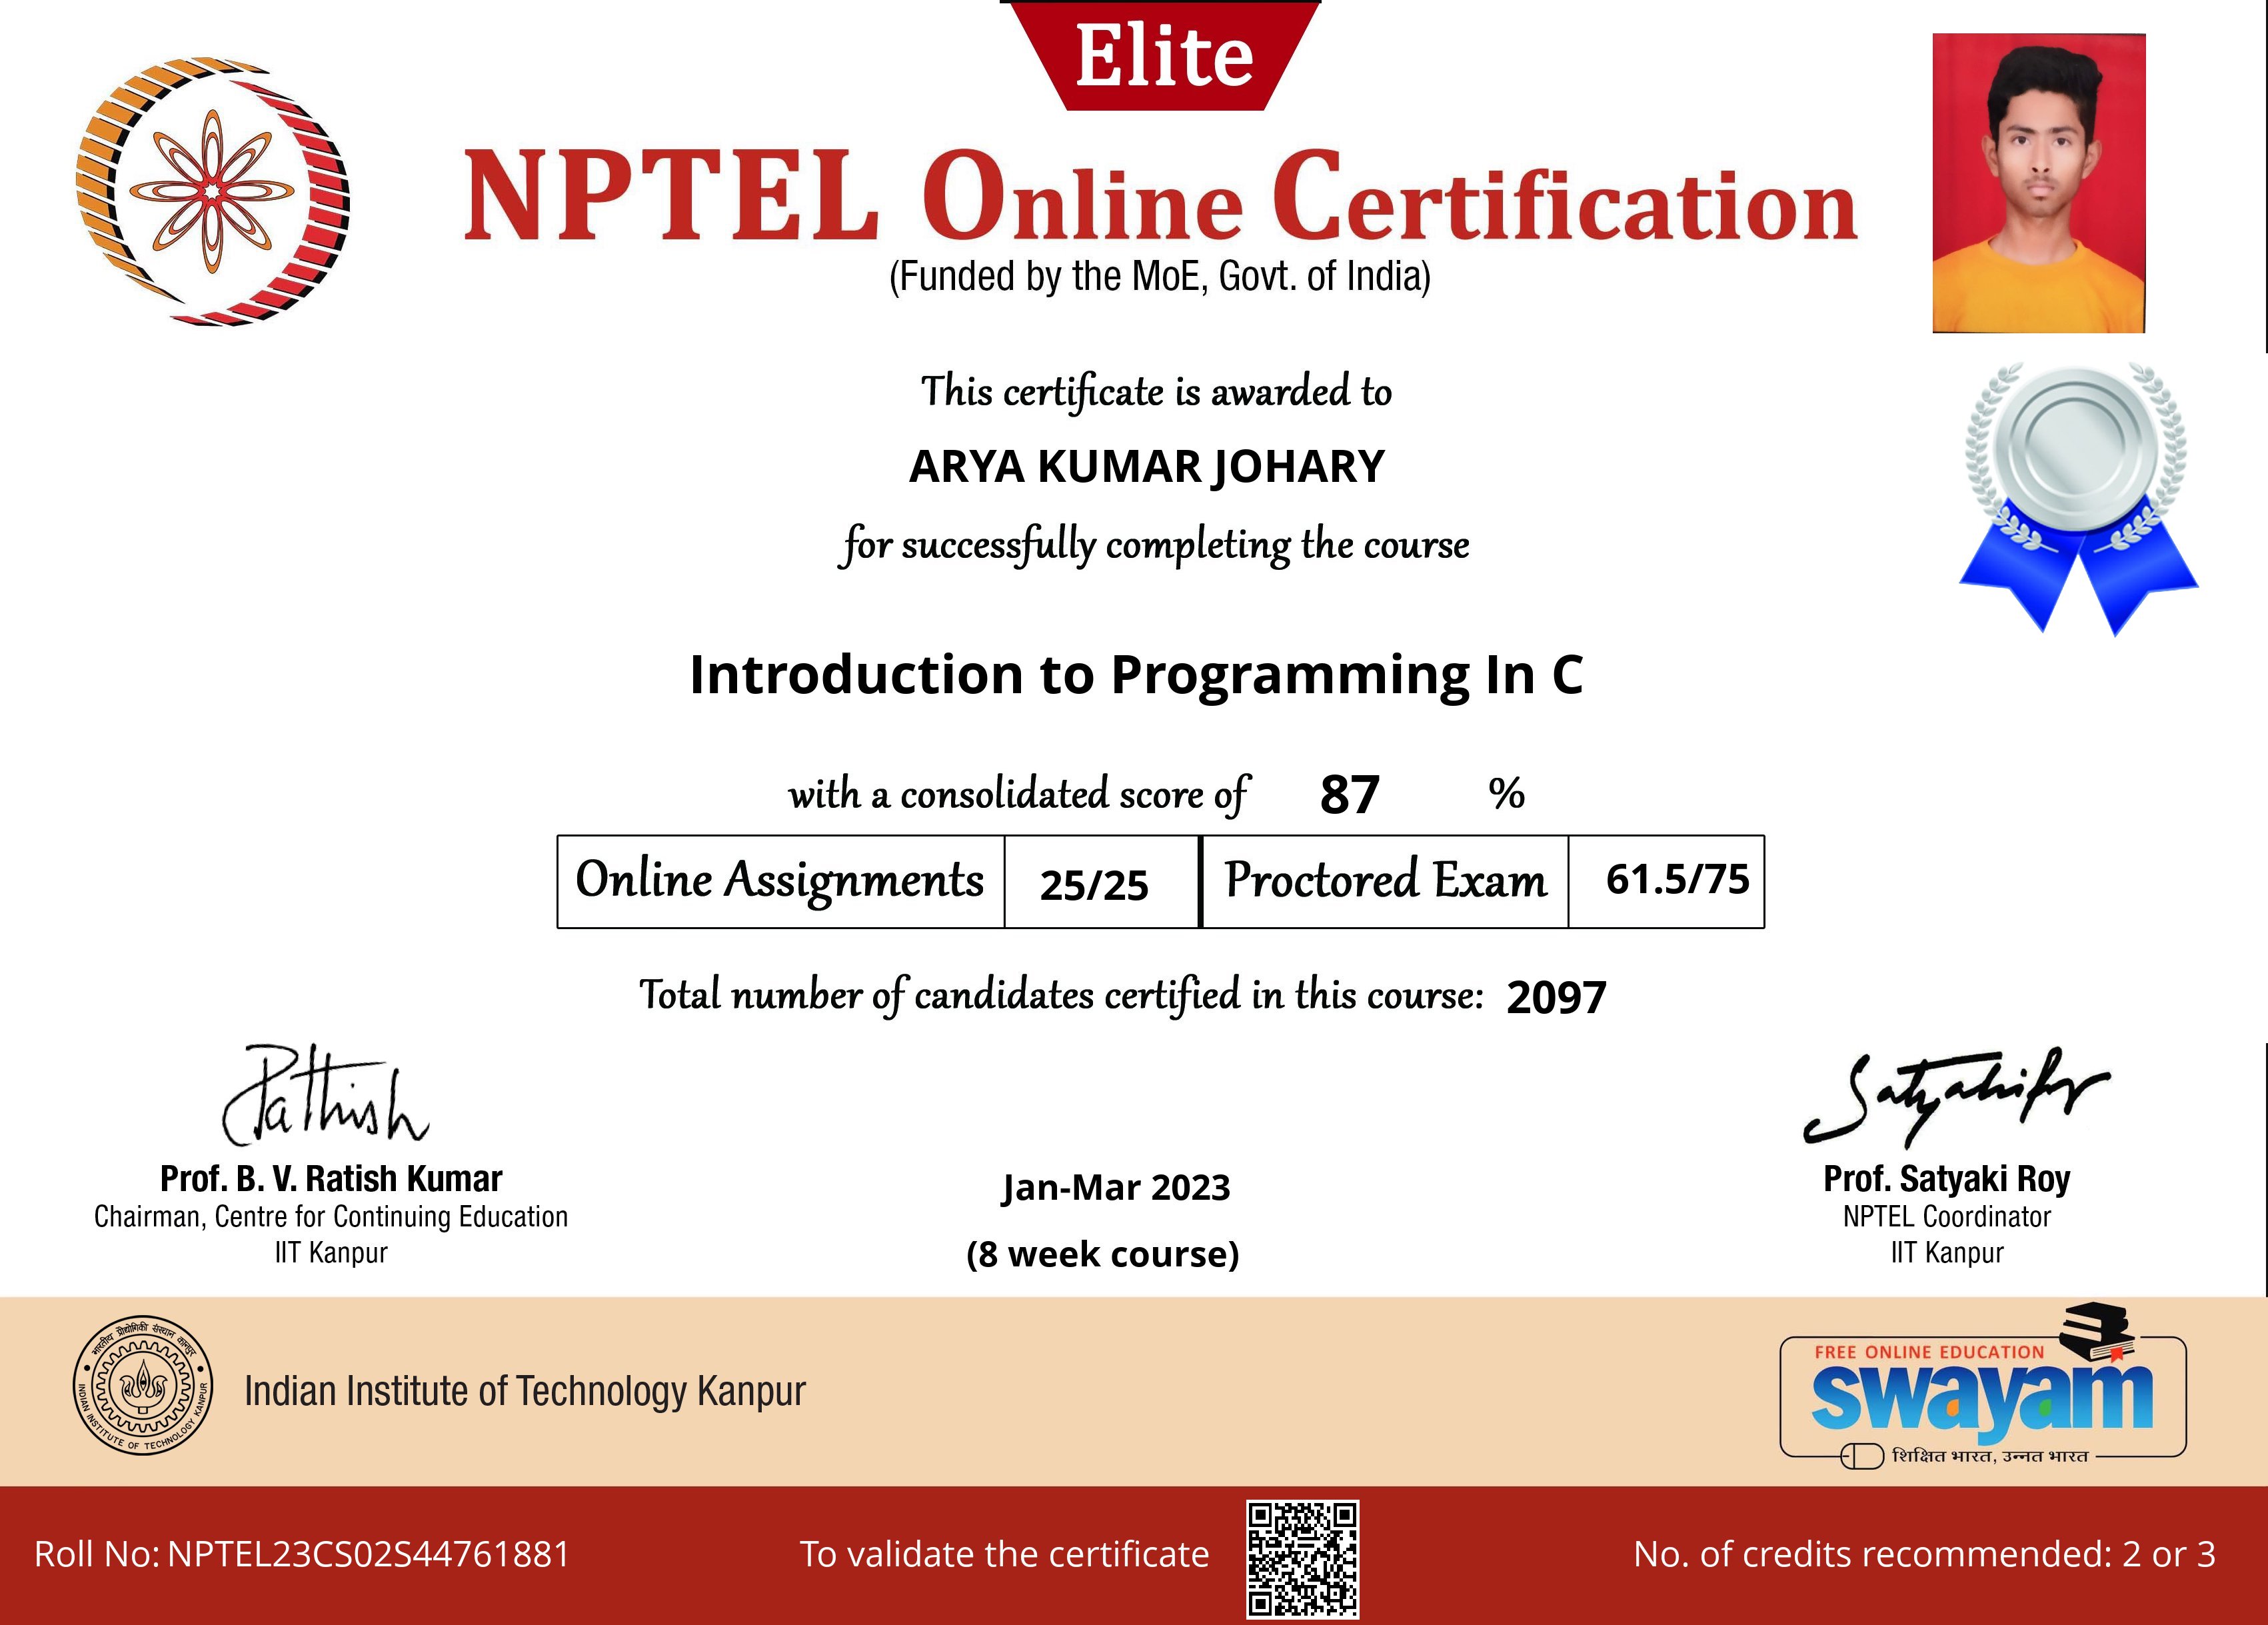 Elite
NPTEL Online Certification
(Funded by the MoE, Govt. of India)
This certificate is awarded to
ARYA KUMAR JOHARY
for successfully completing the course
Introduction to Programming In C
with a consolidated score of 87 %
Online Assignments 25/25 Proctored Exam 61.5/75
Total number of candidates certified in this course: 2097
Prof. B. V. Ratish Kumar
Chairman, Centre for Continuing Education
IIT Kanpur
Jan-Mar 2023
(8 week course)
Prof. Satyaki Roy
NPTEL Coordinator
IIT Kanpur
भारतीय प्रौद्योगिकी संस्थान कानपुर
INDIAN INSTITUTE OF TECHNOLOGY KANPUR
Indian Institute of Technology Kanpur
FREE ONLINE EDUCATION
swayam
शिक्षित भारत, उन्नत भारत
Roll No: NPTEL23CS02S44761881
To validate the certificate
No. of credits recommended: 2 or 3